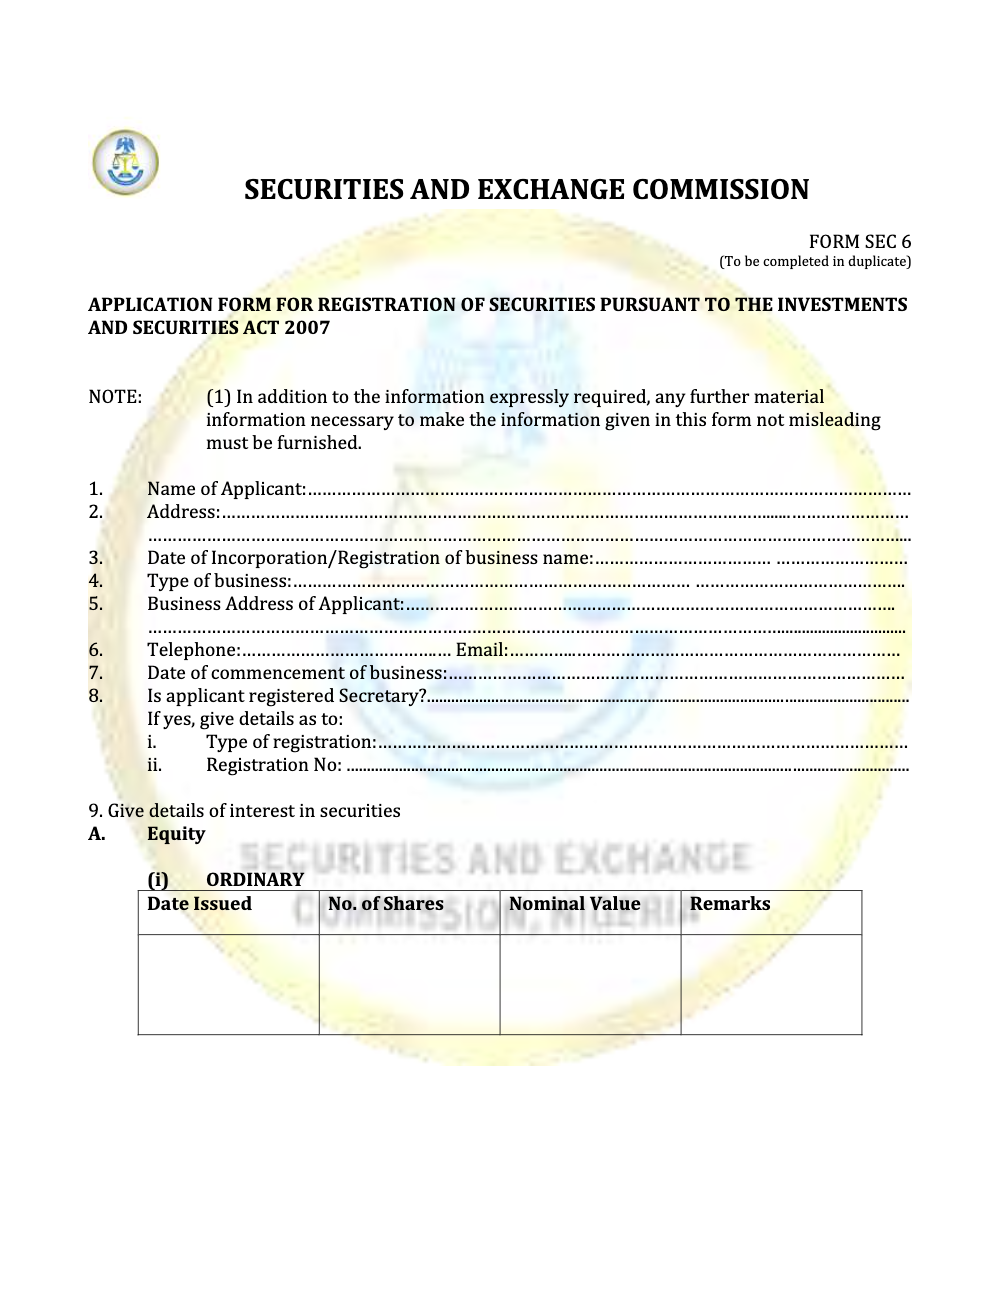 SECURITIES AND EXCHANGE COMMISSION
FORM SEC 6
(To be completed in duplicate)
APPLICATION FORM FOR REGISTRATION OF SECURITIES PURSUANT TO THE INVESTMENTS
AND SECURITIES ACT 2007
NOTE: (1) In addition to the information expressly required, any further material
information necessary to make the information given in this form not misleading
must be furnished.
1. Name of Applicant:……………………………………………………………………………………………
2. Address:………………………………………………………………………………......……………………
……………………………………………………………………………………………………………………....
3. Date of Incorporation/Registration of business name:………………………… …………………
4. Type of business:…………………………………………………………… ………………………………
5. Business Address of Applicant:…………………………………………………………………………
……………………………………………………………………………………………….................................
6. Telephone:……………………………… Email:…………………………………………………………
7. Date of commencement of business:……………………………………………………………………
8. Is applicant registered Secretary?..............................................................................................................
If yes, give details as to:
i. Type of registration:………………………………………………………………………………
ii. Registration No: ................................................................................................................................
9. Give details of interest in securities
A. Equity
SECURITIES AND EXCHANGE
(i) ORDINARY
Date Issued No. of Shares Nominal Value Remarks
COMMISSION, NIGERIA